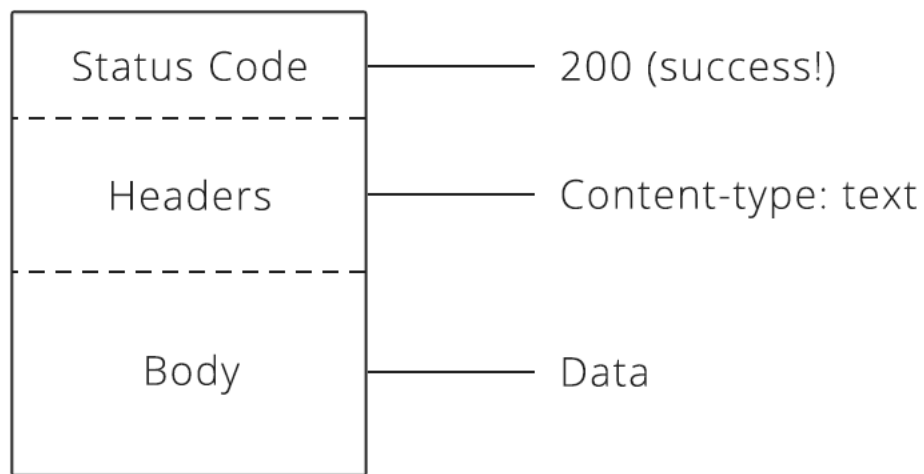 Status Code
200 (success!)
Headers
Content-type: text
Body
Data